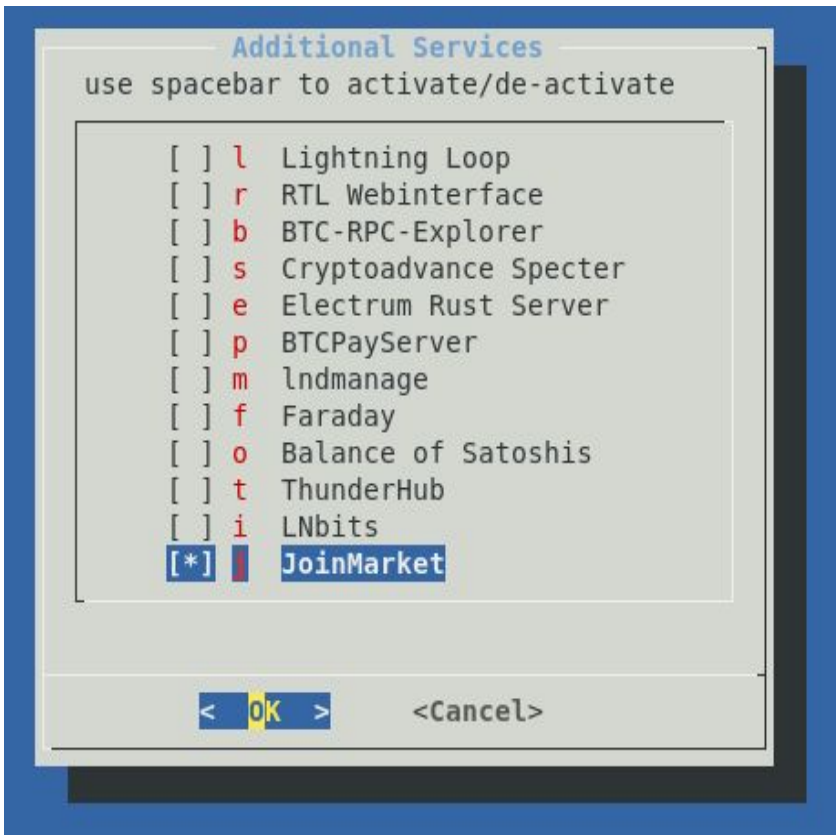 Additional Services
use spacebar to activate/de-activate
[ ] l Lightning Loop
[ ] r RTL Webinterface
[ ] b BTC-RPC-Explorer
[ ] s Cryptoadvance Specter
[ ] e Electrum Rust Server
[ ] p BTCPayServer
[ ] m lndmanage
[ ] f Faraday
[ ] o Balance of Satoshis
[ ] t ThunderHub
[ ] i LNbits
[*] j JoinMarket
< OK > <Cancel>